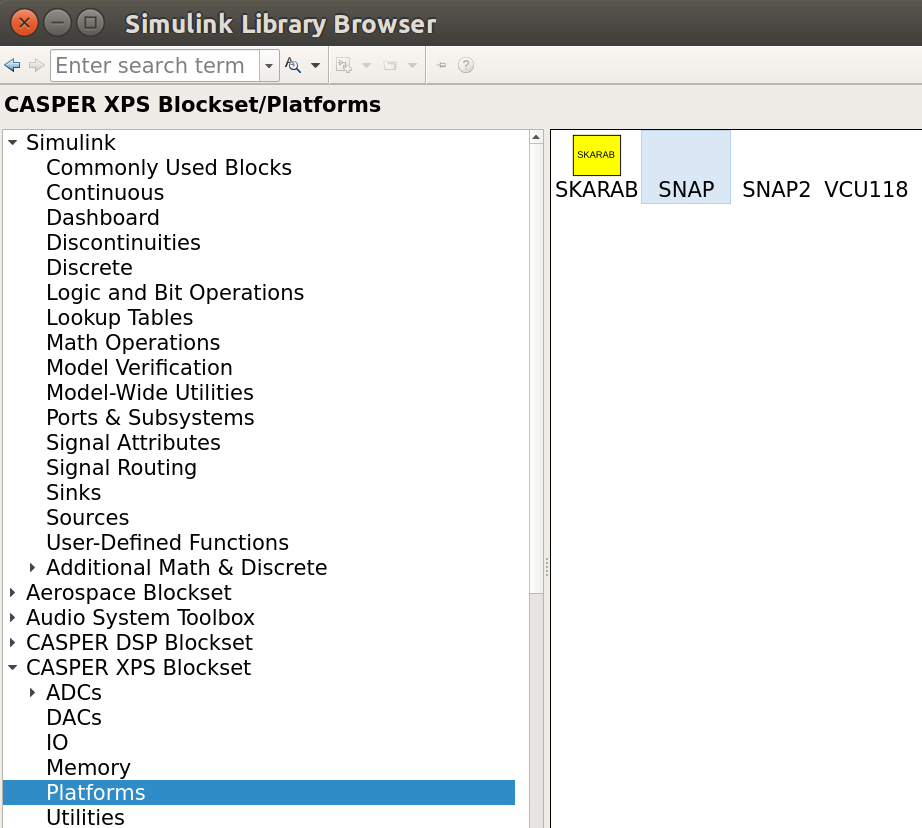 Simulink Library Browser
Enter search term
CASPER XPS Blockset/Platforms
Simulink
Commonly Used Blocks
Continuous
Dashboard
Discontinuities
Discrete
Logic and Bit Operations
Lookup Tables
Math Operations
Model Verification
Model-Wide Utilities
Ports & Subsystems
Signal Attributes
Signal Routing
Sinks
Sources
User-Defined Functions
Additional Math & Discrete
Aerospace Blockset
Audio System Toolbox
CASPER DSP Blockset
CASPER XPS Blockset
ADCs
DACs
IO
Memory
Platforms
Utilities
SKARAB
SKARAB SNAP SNAP2 VCU118